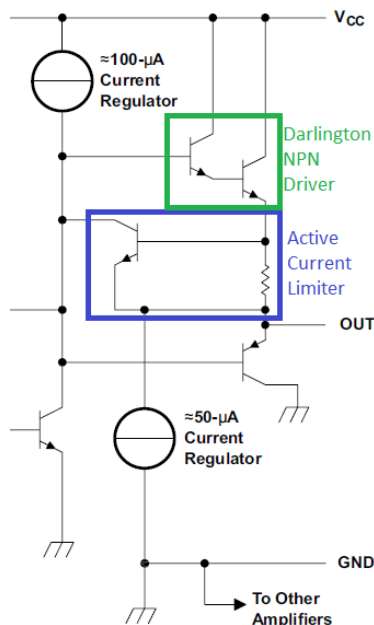 VCC
≈100-µA
Current
Regulator
Darlington
NPN
Driver
Active
Current
Limiter
OUT
≈50-µA
Current
Regulator
GND
To Other
Amplifiers